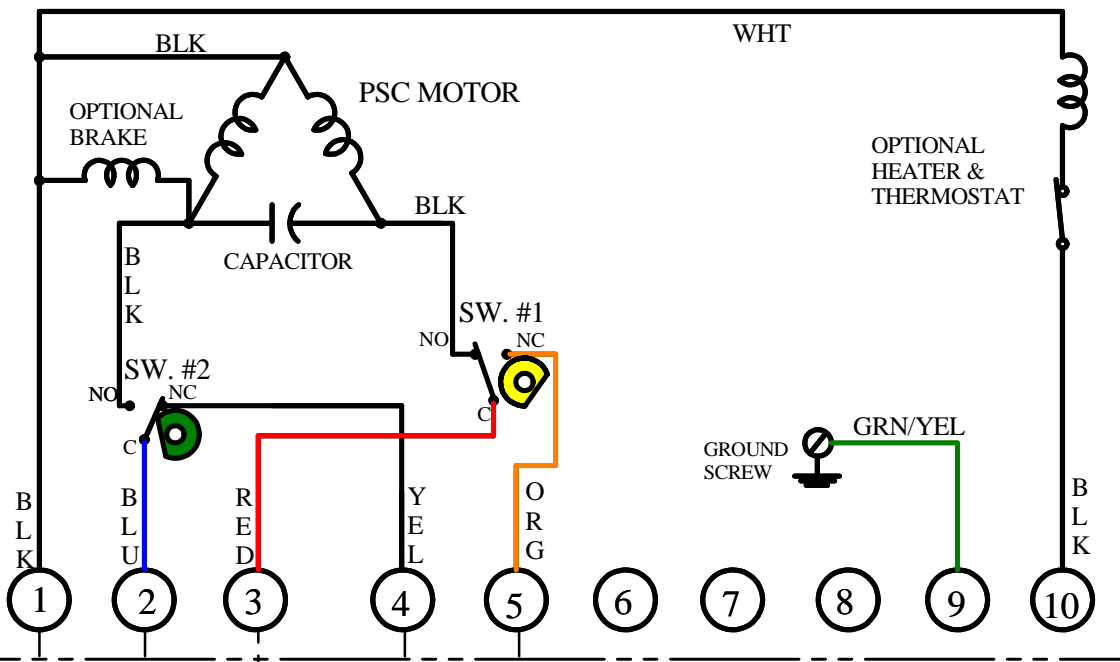 WHT
BLK
PSC MOTOR
OPTIONAL
BRAKE
OPTIONAL
HEATER &
THERMOSTAT
BLK
CAPACITOR
B
L
K
SW. #1
NO
NC
C
SW. #2
NO
NC
C
GROUND
SCREW
GRN/YEL
B
L
K
B
L
U
R
E
D
Y
E
L
O
R
G
B
L
K
1
2
3
4
5
6
7
8
9
10